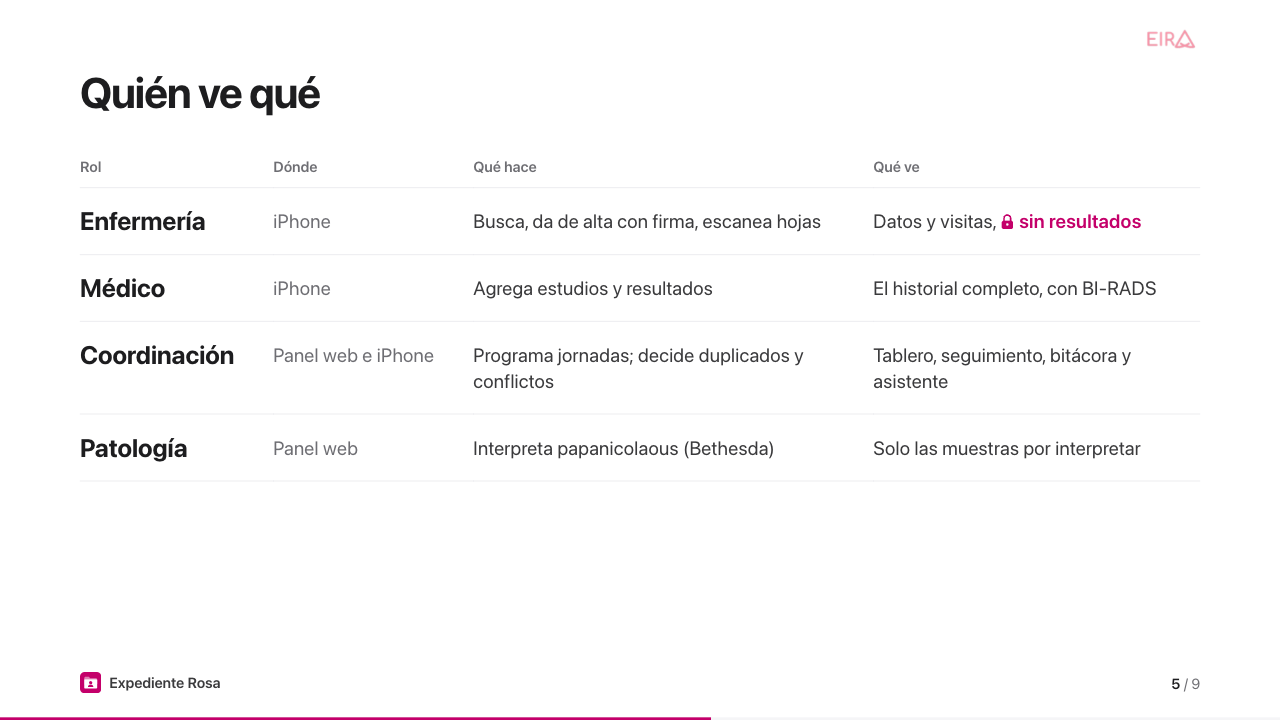 EIRA
Quién ve qué
Rol Dónde Qué hace Qué ve
Enfermería iPhone Busca, da de alta con firma, escanea hojas Datos y visitas, sin resultados
Médico iPhone Agrega estudios y resultados El historial completo, con BI-RADS
Coordinación Panel web e iPhone Programa jornadas; decide duplicados y Tablero, seguimiento, bitácora y
conflictos asistente
Patología Panel web Interpreta papanicolaous (Bethesda) Solo las muestras por interpretar
Expediente Rosa 5 / 9